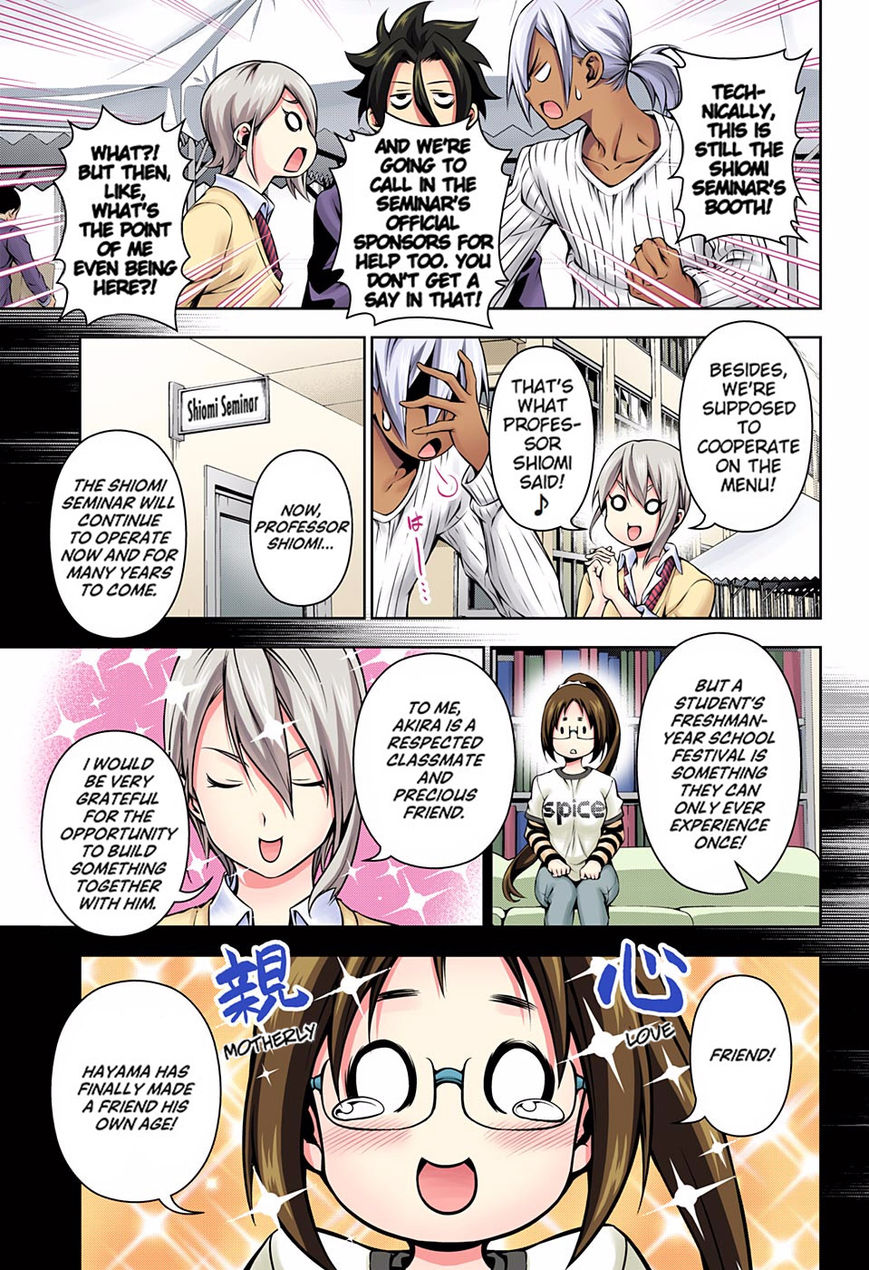 TECH-
NICALLY,
THIS IS
STILL THE
SHIOMI
SEMINAR'S
BOOTH!
AND WE'RE
GOING TO
CALL IN THE
SEMINAR'S
OFFICIAL
SPONSORS FOR
HELP TOO. YOU
DON'T GET A
SAY IN THAT!
WHAT?!
BUT THEN,
LIKE,
WHAT'S
THE POINT
OF ME
EVEN BEING
HERE?!
BESIDES,
WE'RE
SUPPOSED
TO
COOPERATE
ON THE
MENU!
THAT'S
WHAT
PROFES-
SOR
SHIOMI
SAID!
♪
は——
Shiomi Seminar
NOW,
PROFESSOR
SHIOMI...
THE SHIOMI
SEMINAR WILL
CONTINUE
TO OPERATE
NOW AND FOR
MANY YEARS
TO COME.
BUT A
STUDENT'S
FRESHMAN-
YEAR SCHOOL
FESTIVAL IS
SOMETHING
THEY CAN
ONLY EVER
EXPERIENCE
ONCE!
spice
TO ME,
AKIRA IS A
RESPECTED
CLASSMATE
AND
PRECIOUS
FRIEND.
I WOULD
BE VERY
GRATEFUL
FOR THE
OPPORTUNITY
TO BUILD
SOMETHING
TOGETHER
WITH HIM.
FRIEND!
親心
MOTHERLY
LOVE
HAYAMA HAS
FINALLY MADE
A FRIEND HIS
OWN AGE!